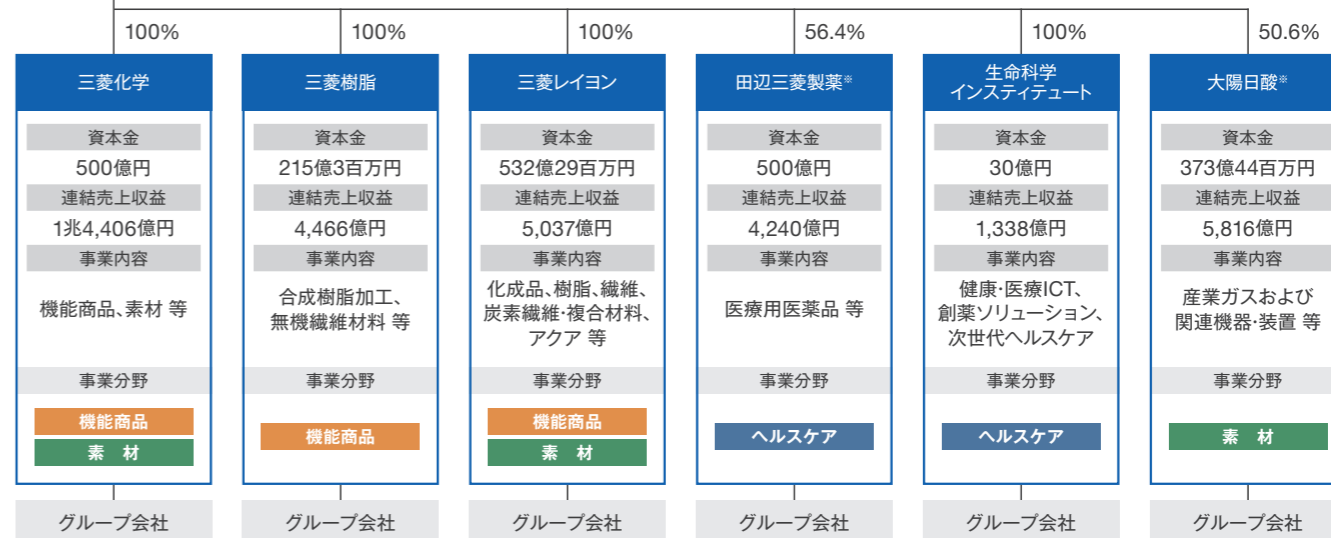 100%
100%
100%
56.4%
100%
50.6%
三菱化学
資本金
500億円
連結売上収益
1兆4,406億円
事業内容
機能商品、素材 等
事業分野
機能商品
素 材
グループ会社
三菱樹脂
資本金
215億3百万円
連結売上収益
4,466億円
事業内容
合成樹脂加工、
無機繊維材料 等
事業分野
機能商品
グループ会社
三菱レイヨン
資本金
532億29百万円
連結売上収益
5,037億円
事業内容
化成品、樹脂、繊維、
炭素繊維・複合材料、
アクア 等
事業分野
機能商品
素 材
グループ会社
田辺三菱製薬※
資本金
500億円
連結売上収益
4,240億円
事業内容
医療用医薬品 等
事業分野
ヘルスケア
グループ会社
生命科学
インスティテュート
資本金
30億円
連結売上収益
1,338億円
事業内容
健康・医療ICT、
創薬ソリューション、
次世代ヘルスケア
事業分野
ヘルスケア
グループ会社
大陽日酸※
資本金
373億44百万円
連結売上収益
5,816億円
事業内容
産業ガスおよび
関連機器・装置 等
事業分野
素 材
グループ会社